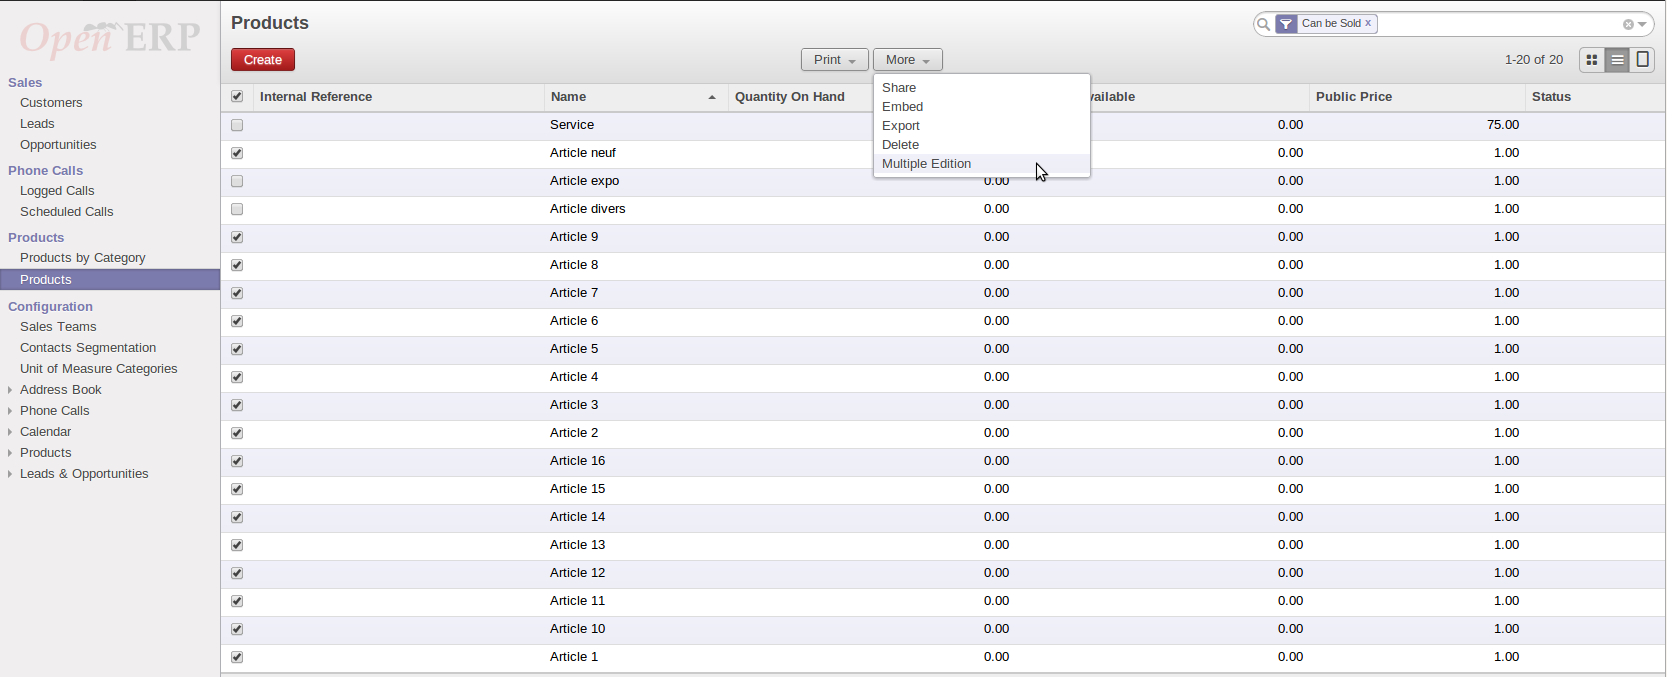 Open ERP
Sales
Customers
Leads
Opportunities
Phone Calls
Logged Calls
Scheduled Calls
Products
Products by Category
Products
Configuration
Sales Teams
Contacts Segmentation
Unit of Measure Categories
Address Book
Phone Calls
Calendar
Products
Leads & Opportunities
Products
Can be Sold x
Create
Print
More
1-20 of 20
Share
Embed
Export
Delete
Multiple Edition
Internal Reference Name Quantity On Hand vailable Public Price Status
Service 0.00 75.00
Article neuf 0.00 1.00
Article expo 0.00 0.00 1.00
Article divers 0.00 0.00 1.00
Article 9 0.00 0.00 1.00
Article 8 0.00 0.00 1.00
Article 7 0.00 0.00 1.00
Article 6 0.00 0.00 1.00
Article 5 0.00 0.00 1.00
Article 4 0.00 0.00 1.00
Article 3 0.00 0.00 1.00
Article 2 0.00 0.00 1.00
Article 16 0.00 0.00 1.00
Article 15 0.00 0.00 1.00
Article 14 0.00 0.00 1.00
Article 13 0.00 0.00 1.00
Article 12 0.00 0.00 1.00
Article 11 0.00 0.00 1.00
Article 10 0.00 0.00 1.00
Article 1 0.00 0.00 1.00